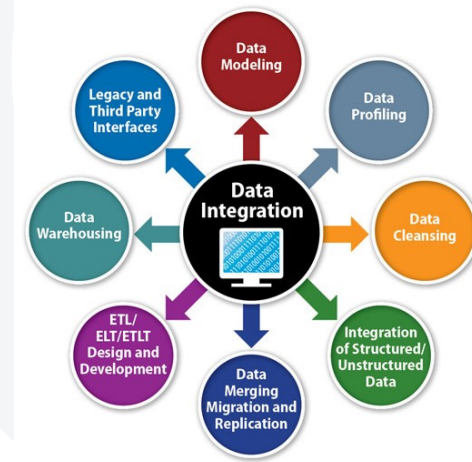 Data
Modeling
Legacy and
Third Party
Interfaces
Data
Profiling
Data
Integration
Data
Warehousing
Data
Cleansing
ETL/
ELT/ETLT
Design and
Development
Integration
of Structured/
Unstructured
Data
Data
Merging
Migration and
Replication